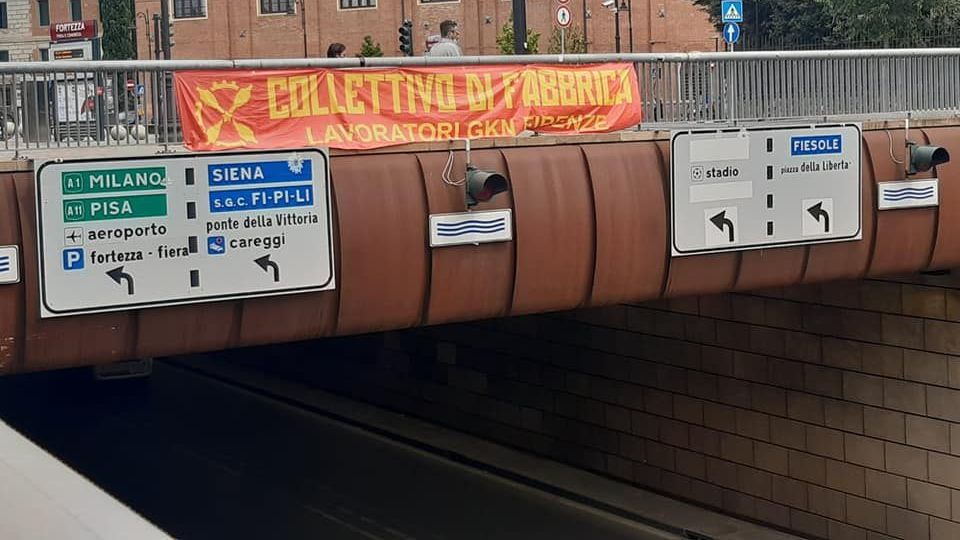 FORTEZZA
COLLETTIVO DI FABBRICA
LAVORATORI GKN FIRENZE
A1 MILANO
A11 PISA
aeroporto
P fortezza - fiera
SIENA
S.G.C. FI-PI-LI
ponte della Vittoria
careggi
stadio
FIESOLE
piazza della Libertà